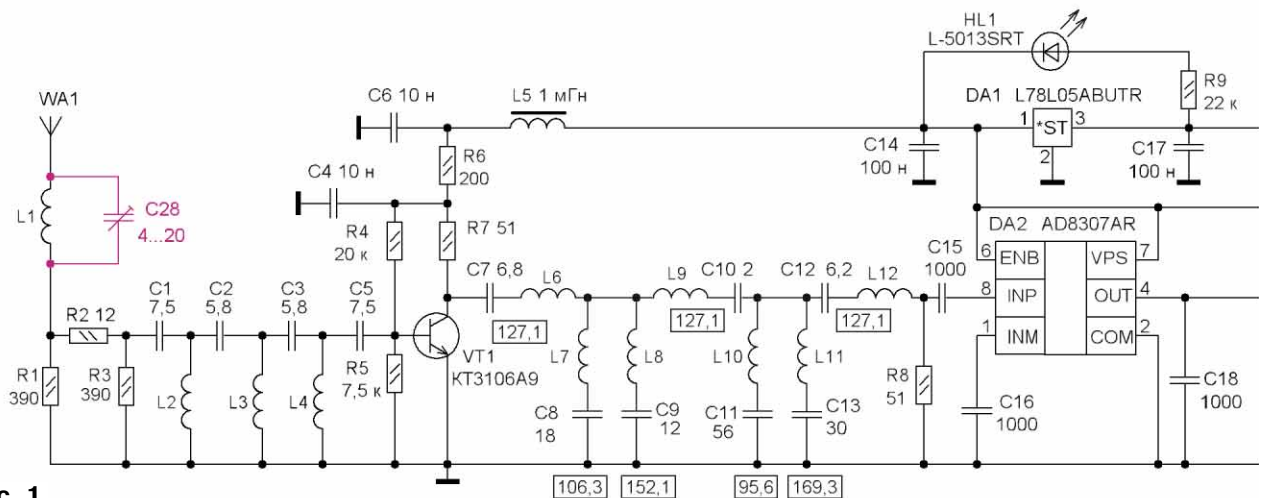 HL1
L-5013SRT
WA1
C6 10 н
L5 1 мГн
DA1 L78L05ABUTR
R9
22 к
1
*ST
3
2
C14
100 н
C17
100 н
C4 10 н
R6
200
L1
C28
4...20
R4
20 к
R7 51
DA2 AD8307AR
C7 6,8
L6
L9
C10 2
C12 6,2
L12
C15
1000
6
ENB
VPS
7
8
INP
OUT
4
1
INM
COM
2
R2 12
C1
7,5
C2
5,8
C3
5,8
C5
7,5
127,1
127,1
127,1
VT1
КТ3106А9
R1
390
R3
390
L2
L3
L4
R5
7,5 к
L7
L8
L10
L11
R8
51
C8
18
C9
12
C11
56
C13
30
C16
1000
C18
1000
106,3
152,1
95,6
169,3
с. 1